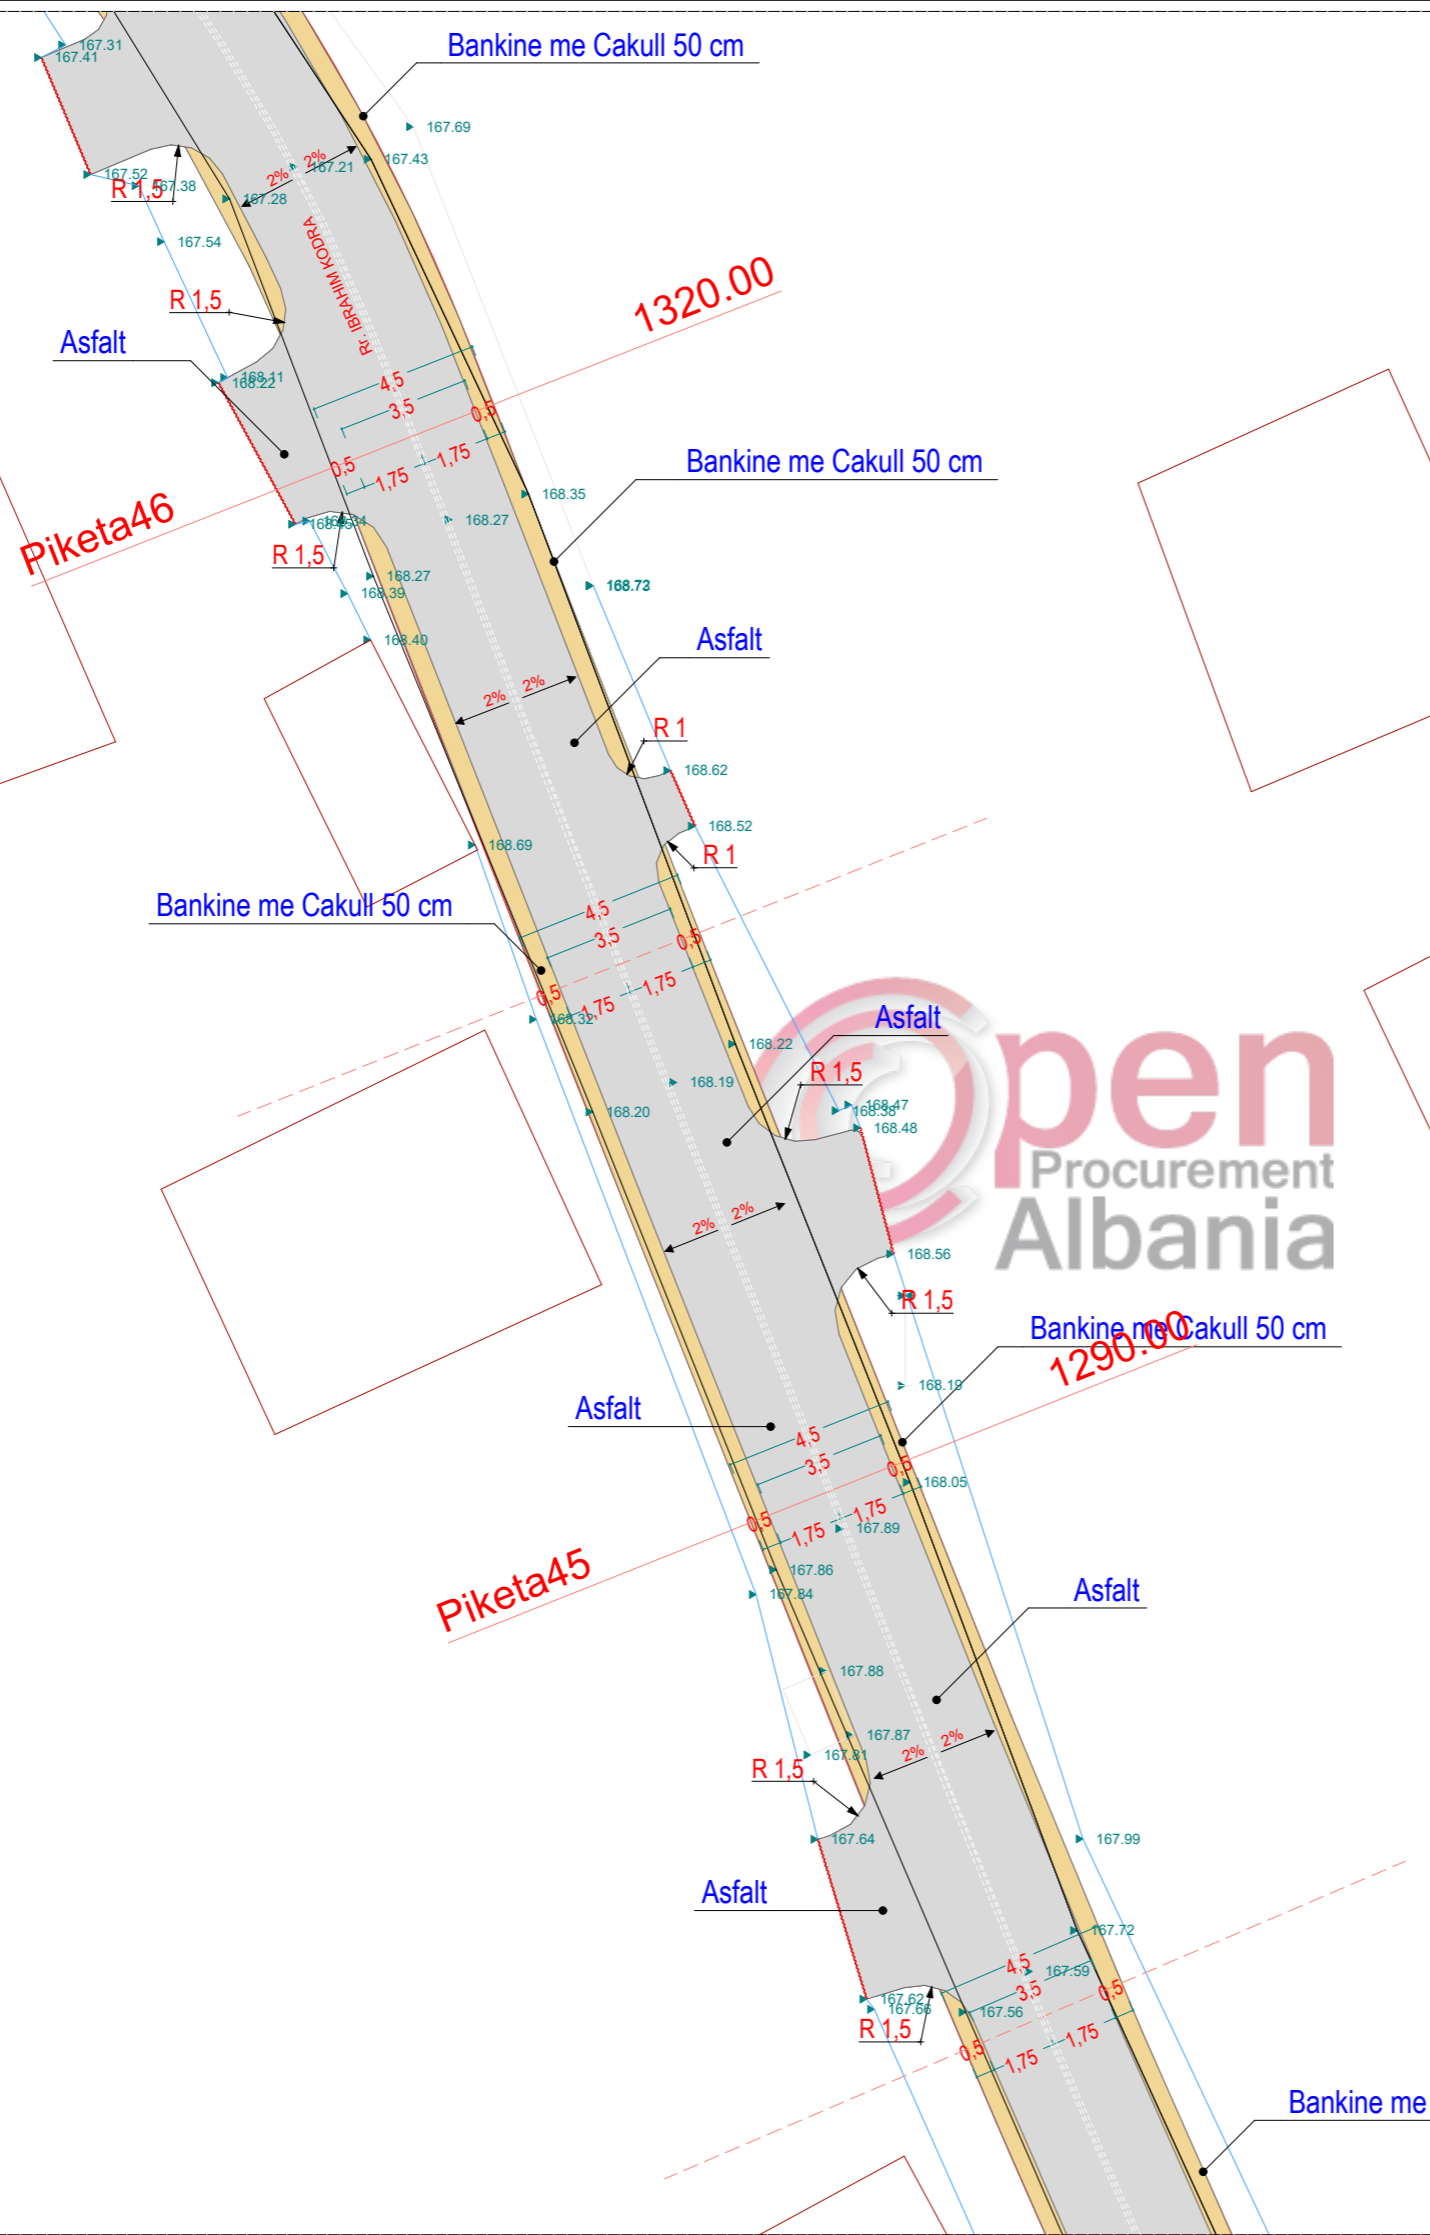 167.31
167.41
Bankine me Cakull 50 cm
167.69
167.43
2%
2%
167.21
167.52
167.38
R 1,5
167.28
167.54
Rr. IBRAHIM KODRA
1320.00
R 1,5
Asfalt
168.11
168.22
4,5
3,5
0,5
1,75
0,5
1,75
Bankine me Cakull 50 cm
168.35
168.27
Piketa46
R 1,5
168.27
168.39
168.73
168.40
Asfalt
2%
2%
R 1
168.62
168.52
168.69
R 1
Bankine me Cakull 50 cm
4,5
3,5
0,5
1,75
0,5
1,75
168.32
Asfalt
168.22
R 1,5
168.19
168.47
168.38
168.20
168.48
Open
Procurement
Albania
2%
2%
168.56
R 1,5
Bankine me Cakull 50 cm
1290.00
168.19
Asfalt
4,5
3,5
0,5
168.05
1,75
0,5
1,75
167.89
Piketa45
167.86
167.84
Asfalt
167.88
167.87
2%
2%
167.81
R 1,5
167.64
167.99
Asfalt
167.72
4,5
167.59
3,5
0,5
167.62
167.66
167.56
R 1,5
1,75
0,5
1,75
Bankine me